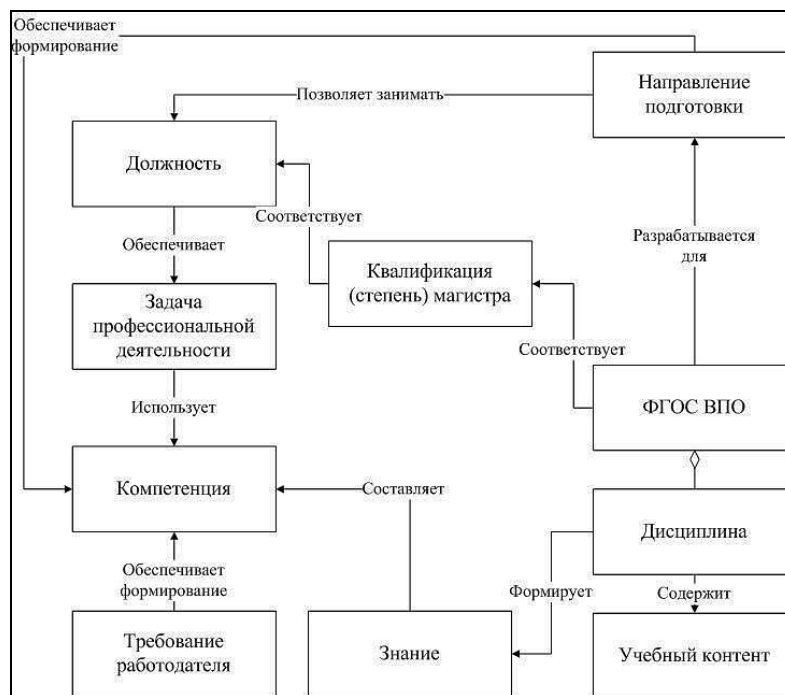 Обеспечивает
формирование
Направление
подготовки
Позволяет занимать
Должность
Соответствует
Обеспечивает
Разрабатывается
для
Квалификация
(степень) магистра
Задача
профессиональной
деятельности
Соответствует
Использует
ФГОС ВПО
Компетенция
Составляет
Дисциплина
Обеспечивает
формирование
Формирует
Содержит
Требование
работодателя
Знание
Учебный контент